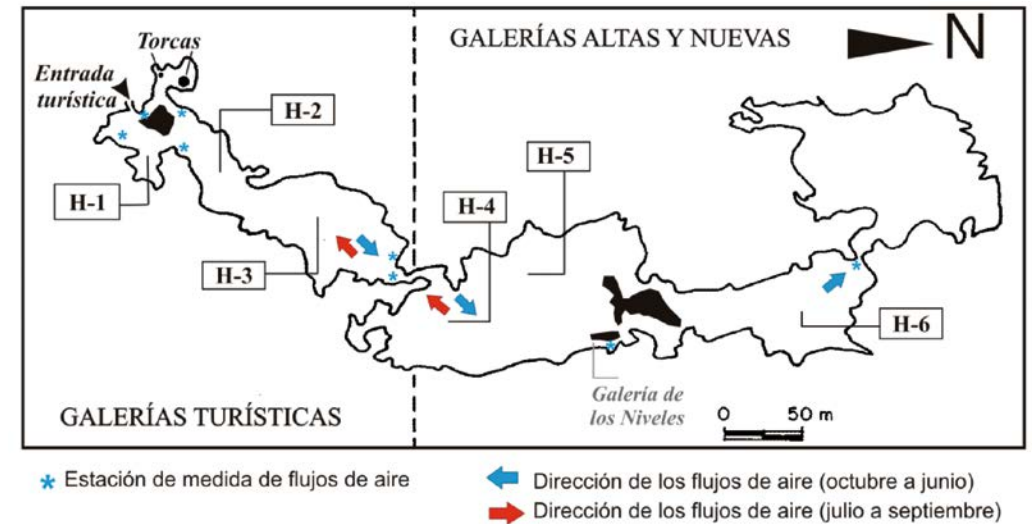 Torcas
GALERÍAS ALTAS Y NUEVAS
N
Entrada
turística
H-2
H-5
H-1
H-4
H-3
H-6
Galería de
los Niveles
0 50 m
GALERÍAS TURÍSTICAS
* Estación de medida de flujos de aire
Dirección de los flujos de aire (octubre a junio)
Dirección de los flujos de aire (julio a septiembre)